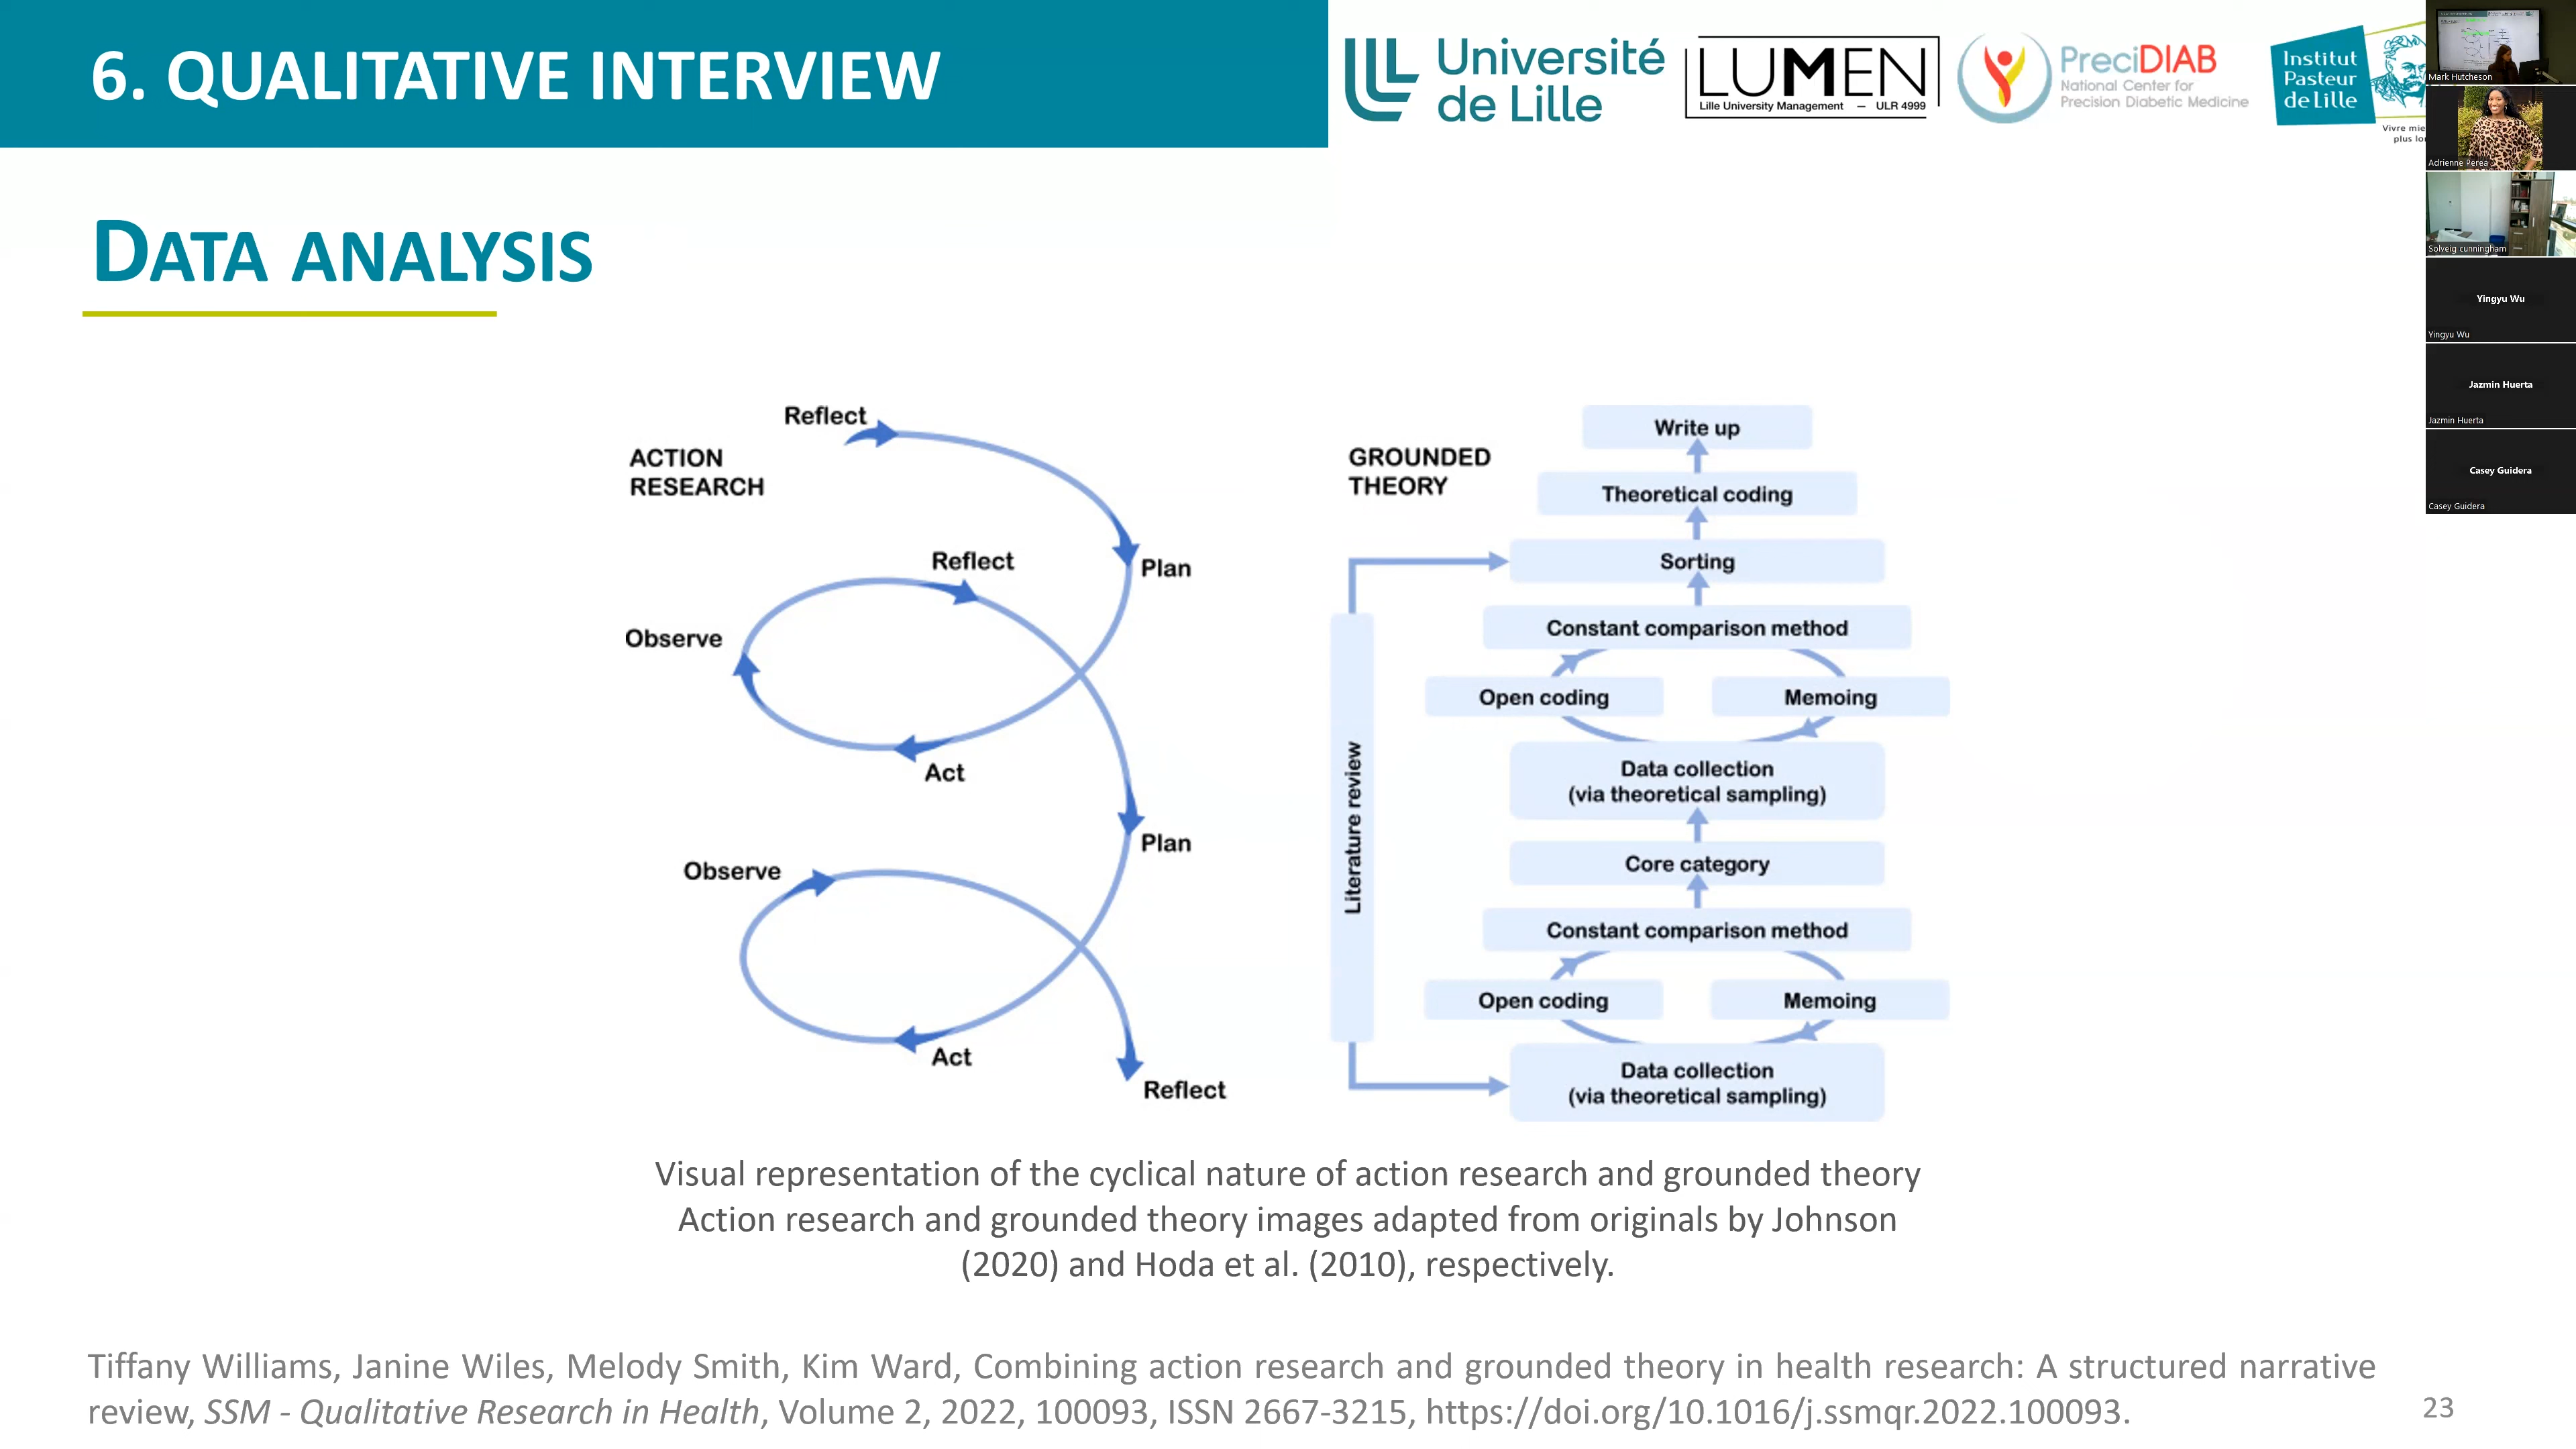 6. QUALITATIVE INTERVIEW
Université
de Lille
LUMEN
Lille University Management — ULR 4999
PreciDIAB
National Center for
Precision Diabetic Medicine
Institut
Pasteur
de Lille
Vivre mie
plus lo
Mark Hutcheson
Adrienne Perea
Solveig cunningham
Yingyu Wu
Yingyu Wu
Jazmin Huerta
Jazmin Huerta
Casey Guidera
Casey Guidera
DATA ANALYSIS
ACTION
RESEARCH
Reflect
Plan
Reflect
Observe
Act
Plan
Observe
Act
Reflect
GROUNDED
THEORY
Write up
Theoretical coding
Sorting
Constant comparison method
Open coding
Memoing
Data collection
(via theoretical sampling)
Core category
Constant comparison method
Open coding
Memoing
Data collection
(via theoretical sampling)
Literature review
Visual representation of the cyclical nature of action research and grounded theory
Action research and grounded theory images adapted from originals by Johnson
(2020) and Hoda et al. (2010), respectively.
Tiffany Williams, Janine Wiles, Melody Smith, Kim Ward, Combining action research and grounded theory in health research: A structured narrative
review, SSM - Qualitative Research in Health, Volume 2, 2022, 100093, ISSN 2667-3215, https://doi.org/10.1016/j.ssmqr.2022.100093.
23